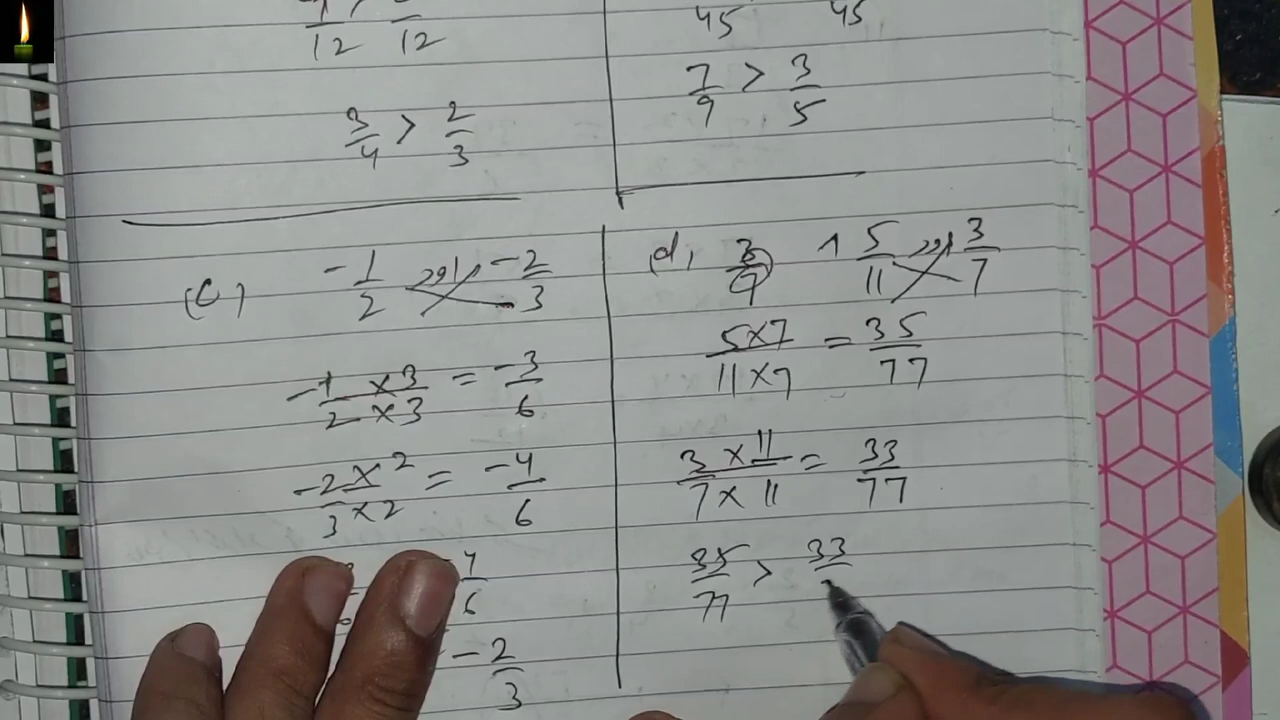 12 12
3/4 > 2/3
45 45
7/9 > 3/5
(c) -1/2 -2/3
-1 × 3 / 2 × 3 = -3/6
-2 × 2 / 3 × 2 = -4/6
4/6
-2/3
(d) 5/11 3/7
5×7 / 11×7 = 35/77
3 × 11 / 7 × 11 = 33/77
35/77 > 33